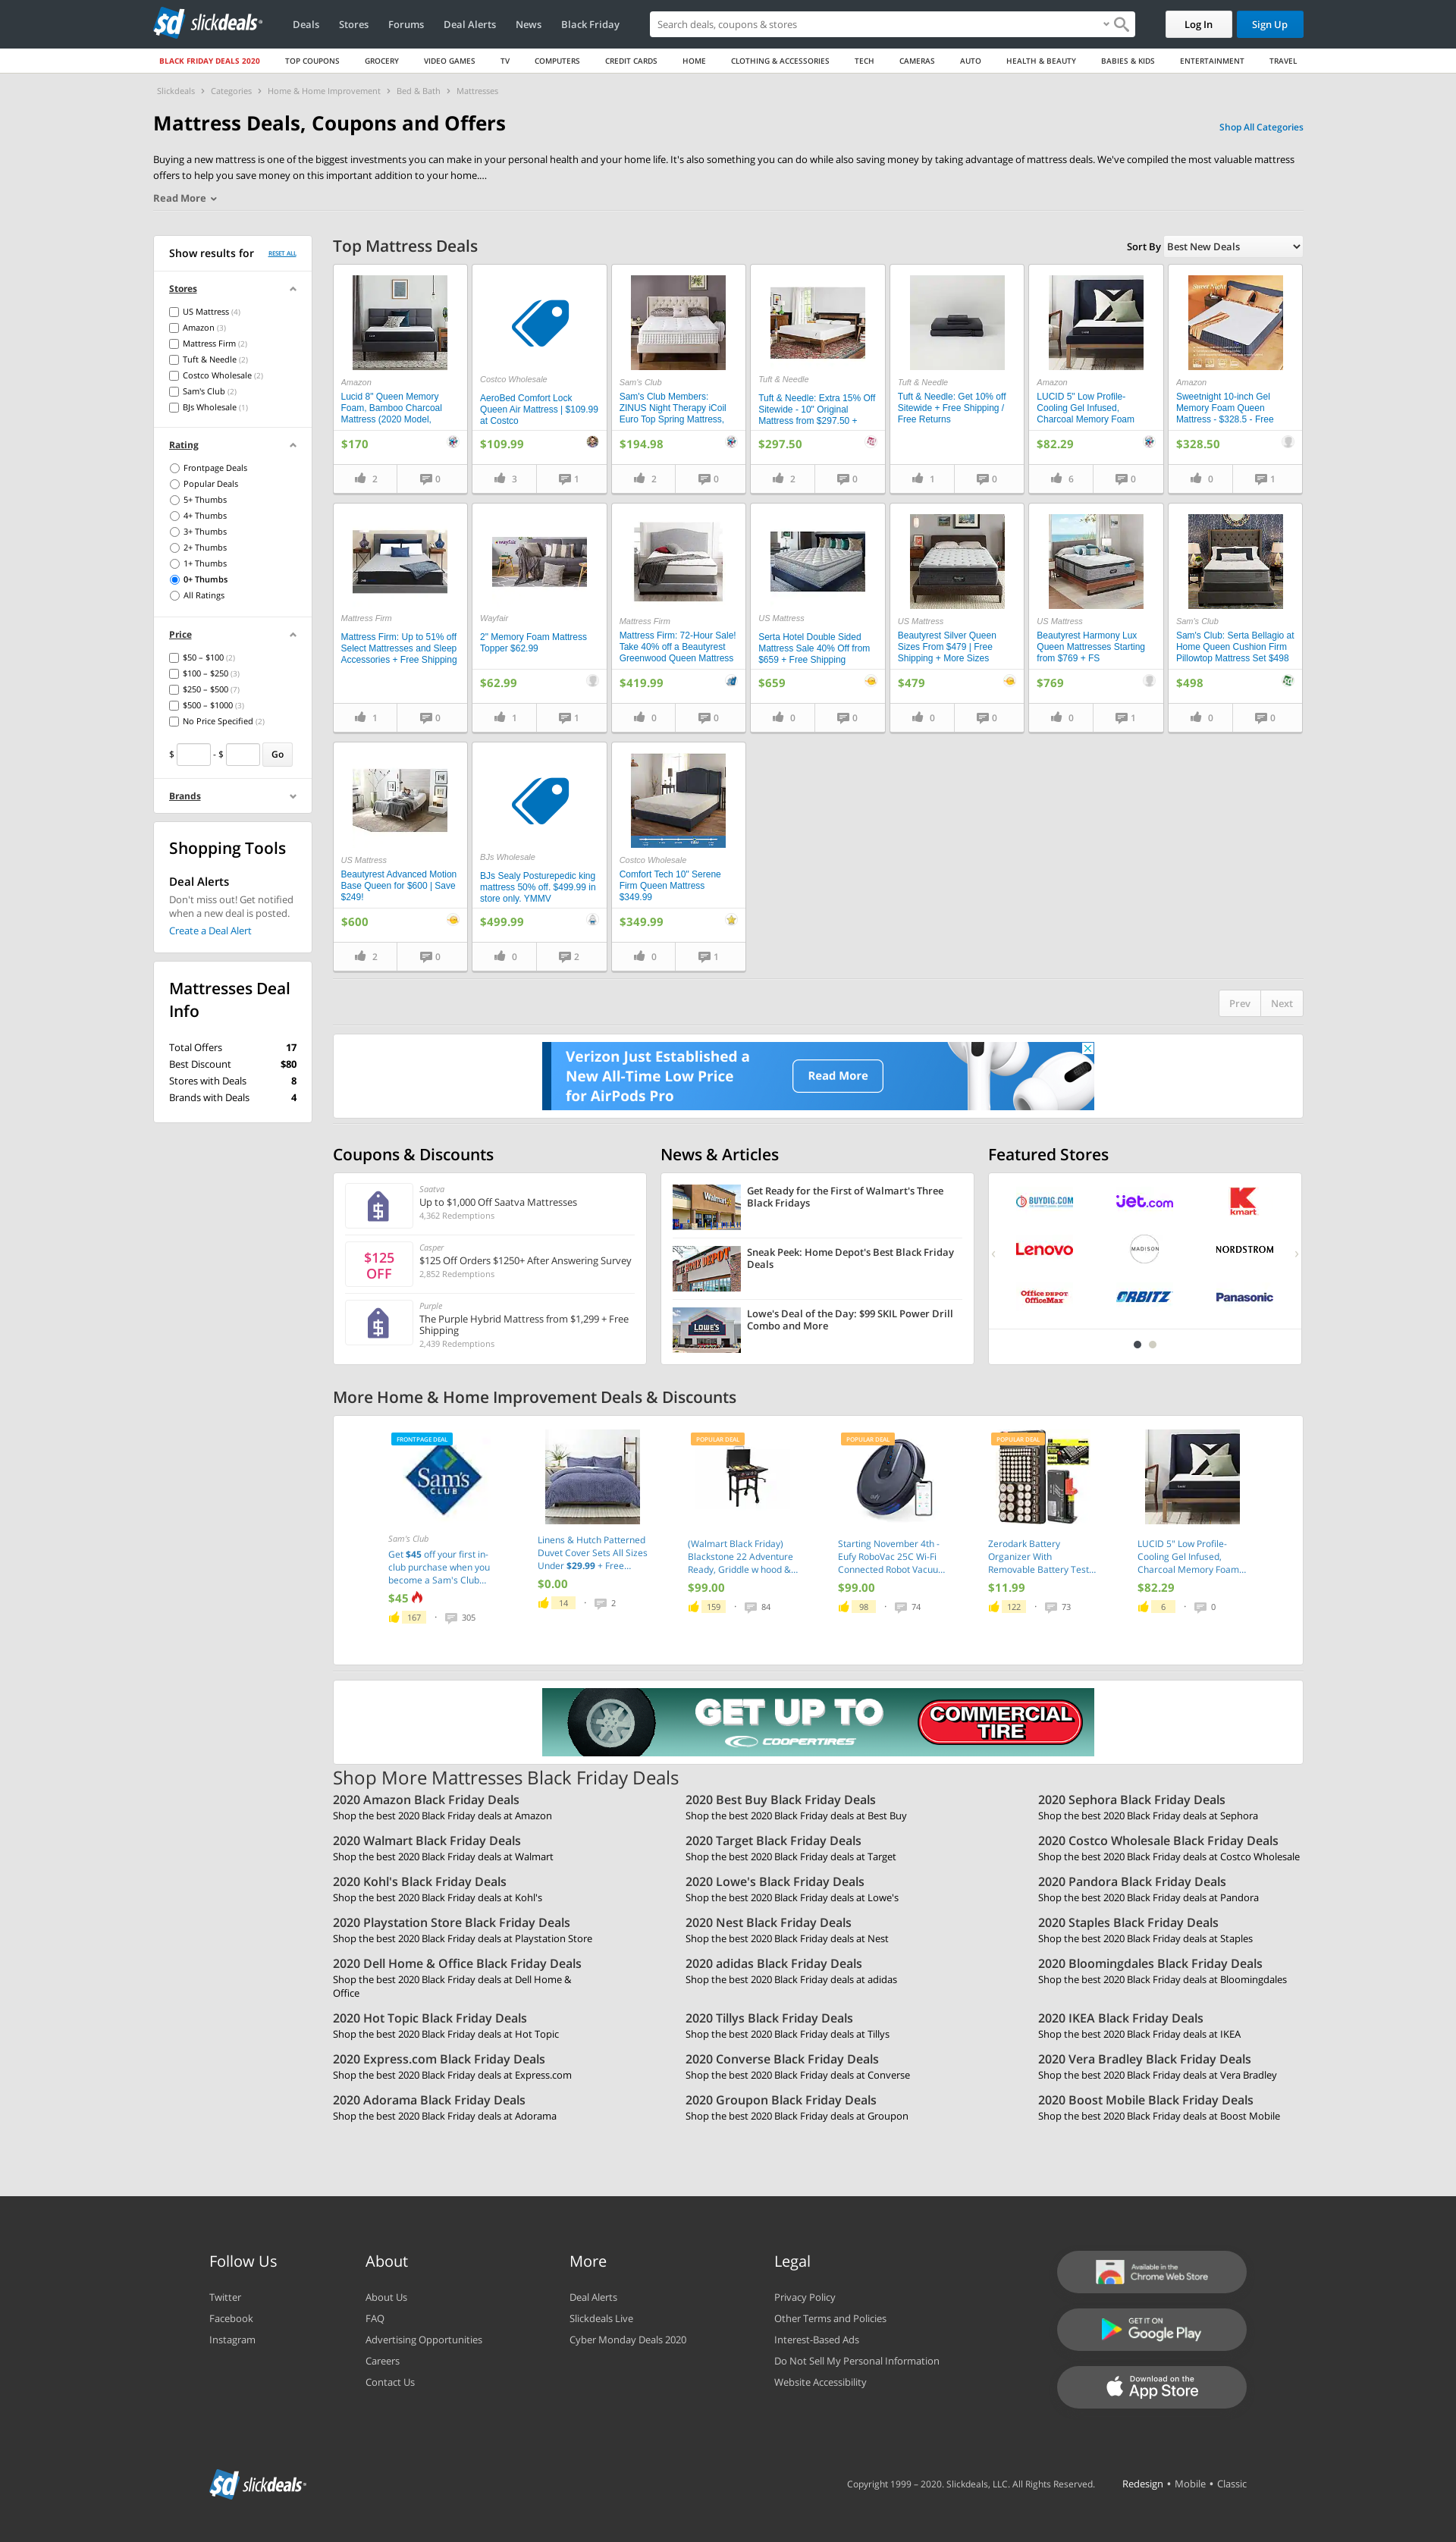 sd slickdeals
Deals Stores Forums Deal Alerts News Black Friday
Search deals, coupons & stores
Log In
Sign Up
BLACK FRIDAY DEALS 2020 TOP COUPONS GROCERY VIDEO GAMES TV COMPUTERS CREDIT CARDS HOME CLOTHING & ACCESSORIES TECH CAMERAS AUTO HEALTH & BEAUTY BABIES & KIDS ENTERTAINMENT TRAVEL
Slickdeals › Categories › Home & Home Improvement › Bed & Bath › Mattresses
Mattress Deals, Coupons and Offers
Shop All Categories
Buying a new mattress is one of the biggest investments you can make in your personal health and your home life. It's also something you can do while also saving money by taking advantage of mattress deals. We've compiled the most valuable mattress
offers to help you save money on this important addition to your home....
Read More
Show results for
RESET ALL
Stores
US Mattress (4)
Amazon (3)
Mattress Firm (2)
Tuft & Needle (2)
Costco Wholesale (2)
Sam's Club (2)
BJs Wholesale (1)
Rating
Frontpage Deals
Popular Deals
5+ Thumbs
4+ Thumbs
3+ Thumbs
2+ Thumbs
1+ Thumbs
0+ Thumbs
All Ratings
Price
$50 – $100 (2)
$100 – $250 (3)
$250 – $500 (7)
$500 – $1000 (3)
No Price Specified (2)
$ - $ Go
Brands
Shopping Tools
Deal Alerts
Don't miss out! Get notified
when a new deal is posted.
Create a Deal Alert
Mattresses Deal
Info
Total Offers 17
Best Discount $80
Stores with Deals 8
Brands with Deals 4
Top Mattress Deals
Sort By Best New Deals
Amazon
Lucid 8" Queen Memory
Foam, Bamboo Charcoal
Mattress (2020 Model,
$170
2 0
Costco Wholesale
AeroBed Comfort Lock
Queen Air Mattress | $109.99
at Costco
$109.99
3 1
Sam's Club
Sam's Club Members:
ZINUS Night Therapy iCoil
Euro Top Spring Mattress,
$194.98
2 0
Tuft & Needle
Tuft & Needle: Extra 15% Off
Sitewide - 10" Original
Mattress from $297.50 +
$297.50
2 0
Tuft & Needle
Tuft & Needle: Get 10% off
Sitewide + Free Shipping /
Free Returns
1 0
Amazon
LUCID 5" Low Profile-
Cooling Gel Infused,
Charcoal Memory Foam
$82.29
6 0
Sweet Night
Amazon
Sweetnight 10-inch Gel
Memory Foam Queen
Mattress - $328.5 - Free
$328.50
0 1
Mattress Firm
Mattress Firm: Up to 51% off
Select Mattresses and Sleep
Accessories + Free Shipping
1 0
wayfair
Wayfair
2" Memory Foam Mattress
Topper $62.99
$62.99
1 1
Mattress Firm
Mattress Firm: 72-Hour Sale!
Take 40% off a Beautyrest
Greenwood Queen Mattress
$419.99
0 0
US Mattress
Serta Hotel Double Sided
Mattress Sale 40% Off from
$659 + Free Shipping
$659
0 0
US Mattress
Beautyrest Silver Queen
Sizes From $479 | Free
Shipping + More Sizes
$479
0 0
US Mattress
Beautyrest Harmony Lux
Queen Mattresses Starting
from $769 + FS
$769
0 1
Sam's Club
Sam's Club: Serta Bellagio at
Home Queen Cushion Firm
Pillowtop Mattress Set $498
$498
0 0
US Mattress
Beautyrest Advanced Motion
Base Queen for $600 | Save
$249!
$600
2 0
BJs Wholesale
BJs Sealy Posturepedic king
mattress 50% off. $499.99 in
store only. YMMV
$499.99
0 2
Costco Wholesale
Comfort Tech 10" Serene
Firm Queen Mattress
$349.99
$349.99
0 1
Prev Next
Verizon Just Established a
New All-Time Low Price
for AirPods Pro
Read More
Coupons & Discounts
Saatva
Up to $1,000 Off Saatva Mattresses
4,362 Redemptions
$125
OFF
Casper
$125 Off Orders $1250+ After Answering Survey
2,852 Redemptions
Purple
The Purple Hybrid Mattress from $1,299 + Free
Shipping
2,439 Redemptions
News & Articles
Walmart
Get Ready for the First of Walmart's Three
Black Fridays
HOME DEPOT
Sneak Peek: Home Depot's Best Black Friday
Deals
LOWE'S
Lowe's Deal of the Day: $99 SKIL Power Drill
Combo and More
Featured Stores
BUYDIG.COM
jet.com
kmart
Lenovo
MADISON
NORDSTROM
Office DEPOT
OfficeMax
ORBITZ
Panasonic
More Home & Home Improvement Deals & Discounts
FRONTPAGE DEAL
Sam's
CLUB
Sam's Club
Get $45 off your first in-
club purchase when you
become a Sam's Club...
$45
167 · 305
Linens & Hutch Patterned
Duvet Cover Sets All Sizes
Under $29.99 + Free...
$0.00
14 · 2
POPULAR DEAL
(Walmart Black Friday)
Blackstone 22 Adventure
Ready, Griddle w hood &...
$99.00
159 · 84
POPULAR DEAL
eufy
Starting November 4th -
Eufy RoboVac 25C Wi-Fi
Connected Robot Vacuu...
$99.00
98 · 74
POPULAR DEAL
Zerodark Battery
Organizer With
Removable Battery Test...
$11.99
122 · 73
LUCID 5" Low Profile-
Cooling Gel Infused,
Charcoal Memory Foam...
$82.29
6 · 0
GET UP TO
COOPERTIRES
COMMERCIAL
TIRE
Shop More Mattresses Black Friday Deals
2020 Amazon Black Friday Deals
Shop the best 2020 Black Friday deals at Amazon
2020 Best Buy Black Friday Deals
Shop the best 2020 Black Friday deals at Best Buy
2020 Sephora Black Friday Deals
Shop the best 2020 Black Friday deals at Sephora
2020 Walmart Black Friday Deals
Shop the best 2020 Black Friday deals at Walmart
2020 Target Black Friday Deals
Shop the best 2020 Black Friday deals at Target
2020 Costco Wholesale Black Friday Deals
Shop the best 2020 Black Friday deals at Costco Wholesale
2020 Kohl's Black Friday Deals
Shop the best 2020 Black Friday deals at Kohl's
2020 Lowe's Black Friday Deals
Shop the best 2020 Black Friday deals at Lowe's
2020 Pandora Black Friday Deals
Shop the best 2020 Black Friday deals at Pandora
2020 Playstation Store Black Friday Deals
Shop the best 2020 Black Friday deals at Playstation Store
2020 Nest Black Friday Deals
Shop the best 2020 Black Friday deals at Nest
2020 Staples Black Friday Deals
Shop the best 2020 Black Friday deals at Staples
2020 Dell Home & Office Black Friday Deals
Shop the best 2020 Black Friday deals at Dell Home &
Office
2020 adidas Black Friday Deals
Shop the best 2020 Black Friday deals at adidas
2020 Bloomingdales Black Friday Deals
Shop the best 2020 Black Friday deals at Bloomingdales
2020 Hot Topic Black Friday Deals
Shop the best 2020 Black Friday deals at Hot Topic
2020 Tillys Black Friday Deals
Shop the best 2020 Black Friday deals at Tillys
2020 IKEA Black Friday Deals
Shop the best 2020 Black Friday deals at IKEA
2020 Express.com Black Friday Deals
Shop the best 2020 Black Friday deals at Express.com
2020 Converse Black Friday Deals
Shop the best 2020 Black Friday deals at Converse
2020 Vera Bradley Black Friday Deals
Shop the best 2020 Black Friday deals at Vera Bradley
2020 Adorama Black Friday Deals
Shop the best 2020 Black Friday deals at Adorama
2020 Groupon Black Friday Deals
Shop the best 2020 Black Friday deals at Groupon
2020 Boost Mobile Black Friday Deals
Shop the best 2020 Black Friday deals at Boost Mobile
Follow Us
Twitter
Facebook
Instagram
About
About Us
FAQ
Advertising Opportunities
Careers
Contact Us
More
Deal Alerts
Slickdeals Live
Cyber Monday Deals 2020
Legal
Privacy Policy
Other Terms and Policies
Interest-Based Ads
Do Not Sell My Personal Information
Website Accessibility
Available in the
Chrome Web Store
GET IT ON
Google Play
Download on the
App Store
sd slickdeals
Copyright 1999 – 2020. Slickdeals, LLC. All Rights Reserved.
Redesign • Mobile • Classic